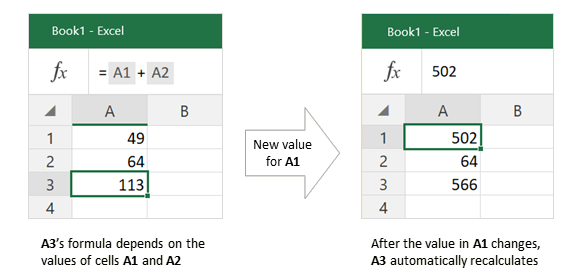 Book1 - Excel
fx = A1 + A2
A B
1 49
2 64
3 113
4
A3's formula depends on the
values of cells A1 and A2
New value
for A1
Book1 - Excel
fx 502
A B
1 502
2 64
3 566
4
After the value in A1 changes,
A3 automatically recalculates